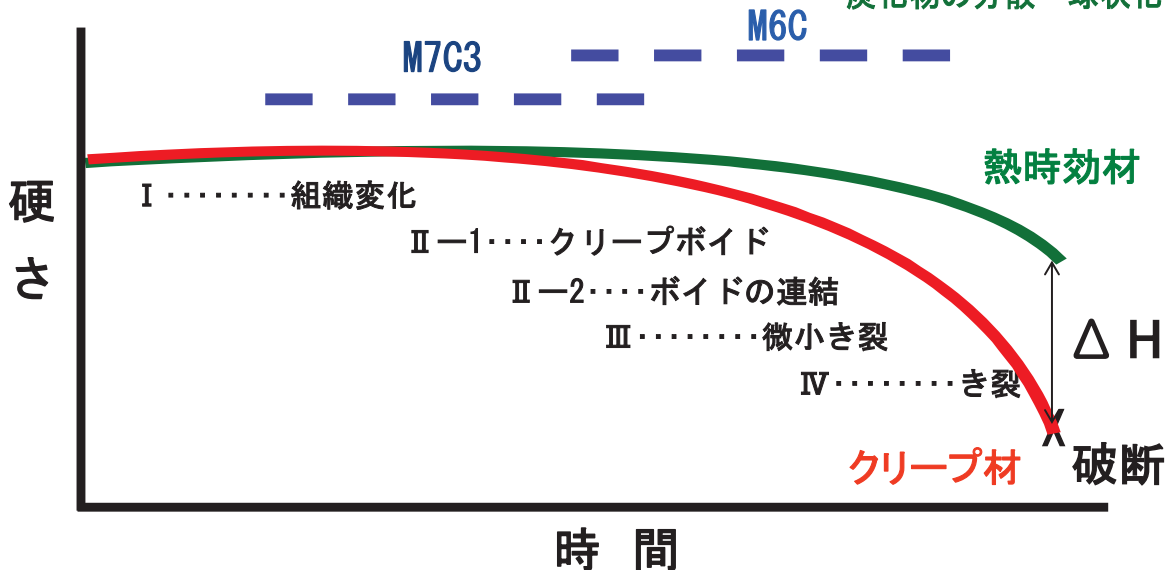 M6C
M7C3
熱時効材
硬さ
Ⅰ・・・・・・・・組織変化
Ⅱ－1・・・・クリープボイド
Ⅱ－2・・・・ボイドの連結
Ⅲ・・・・・・・・微小き裂
ΔH
Ⅳ・・・・・・・・き裂
クリープ材
破断
時間